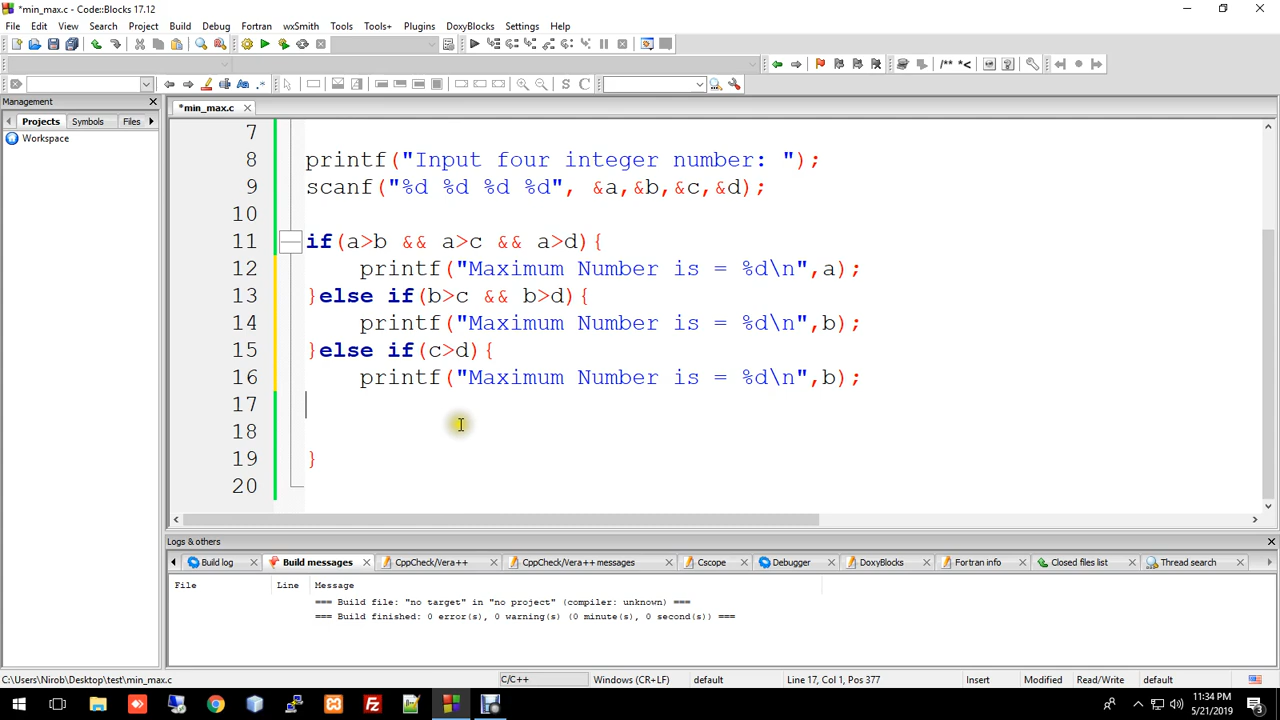 *min_max.c - Code::Blocks 17.12
File Edit View Search Project Build Debug Fortran wxSmith Tools Tools+ Plugins DoxyBlocks Settings Help
/** *<
S C
Management
Projects Symbols Files
Workspace
*min_max.c
7
8 printf("Input four integer number: ");
9 scanf("%d %d %d %d", &a,&b,&c,&d);
10
11 if(a>b && a>c && a>d){
12 printf("Maximum Number is = %d\n",a);
13 }else if(b>c && b>d){
14 printf("Maximum Number is = %d\n",b);
15 }else if(c>d){
16 printf("Maximum Number is = %d\n",b);
17
18
19 }
20
Logs & others
Build log Build messages CppCheck/Vera++ CppCheck/Vera++ messages Cscope Debugger DoxyBlocks Fortran info Closed files list Thread search
File Line Message
=== Build file: "no target" in "no project" (compiler: unknown) ===
=== Build finished: 0 error(s), 0 warning(s) (0 minute(s), 0 second(s)) ===
C:\Users\Nirob\Desktop\test\min_max.c C/C++ Windows (CR+LF) default Line 17, Col 1, Pos 377 Insert Modified Read/Write default
11:34 PM
5/21/2019
3